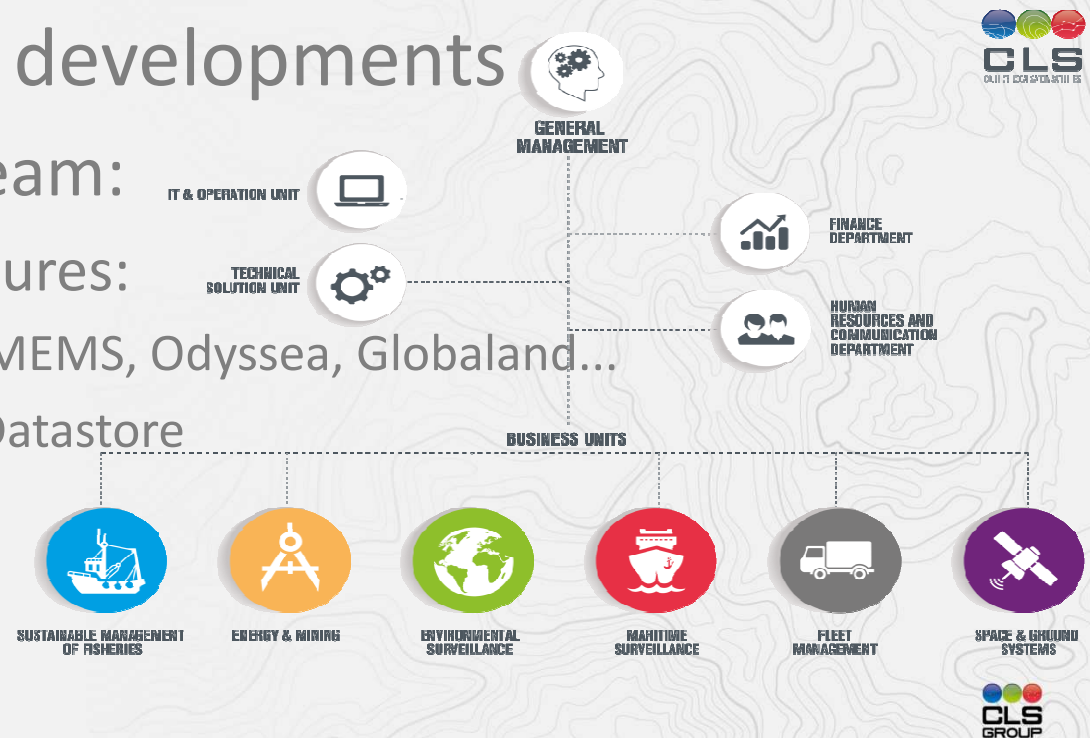 developments
CLS
GENERAL
MANAGEMENT
eam:
IT & OPERATION UNIT
FINANCE
DEPARTMENT
ures:
TECHNICAL
SOLUTION UNIT
HUMAN
RESOURCES AND
COMMUNICATION
DEPARTMENT
MEMS, Odyssea, Globaland...
Datastore
BUSINESS UNITS
SUSTAINABLE MANAGEMENT
OF FISHERIES
ENERGY & MINING
ENVIRONMENTAL
SURVEILLANCE
MARITIME
SURVEILLANCE
FLEET
MANAGEMENT
SPACE & GROUND
SYSTEMS
CLS
GROUP